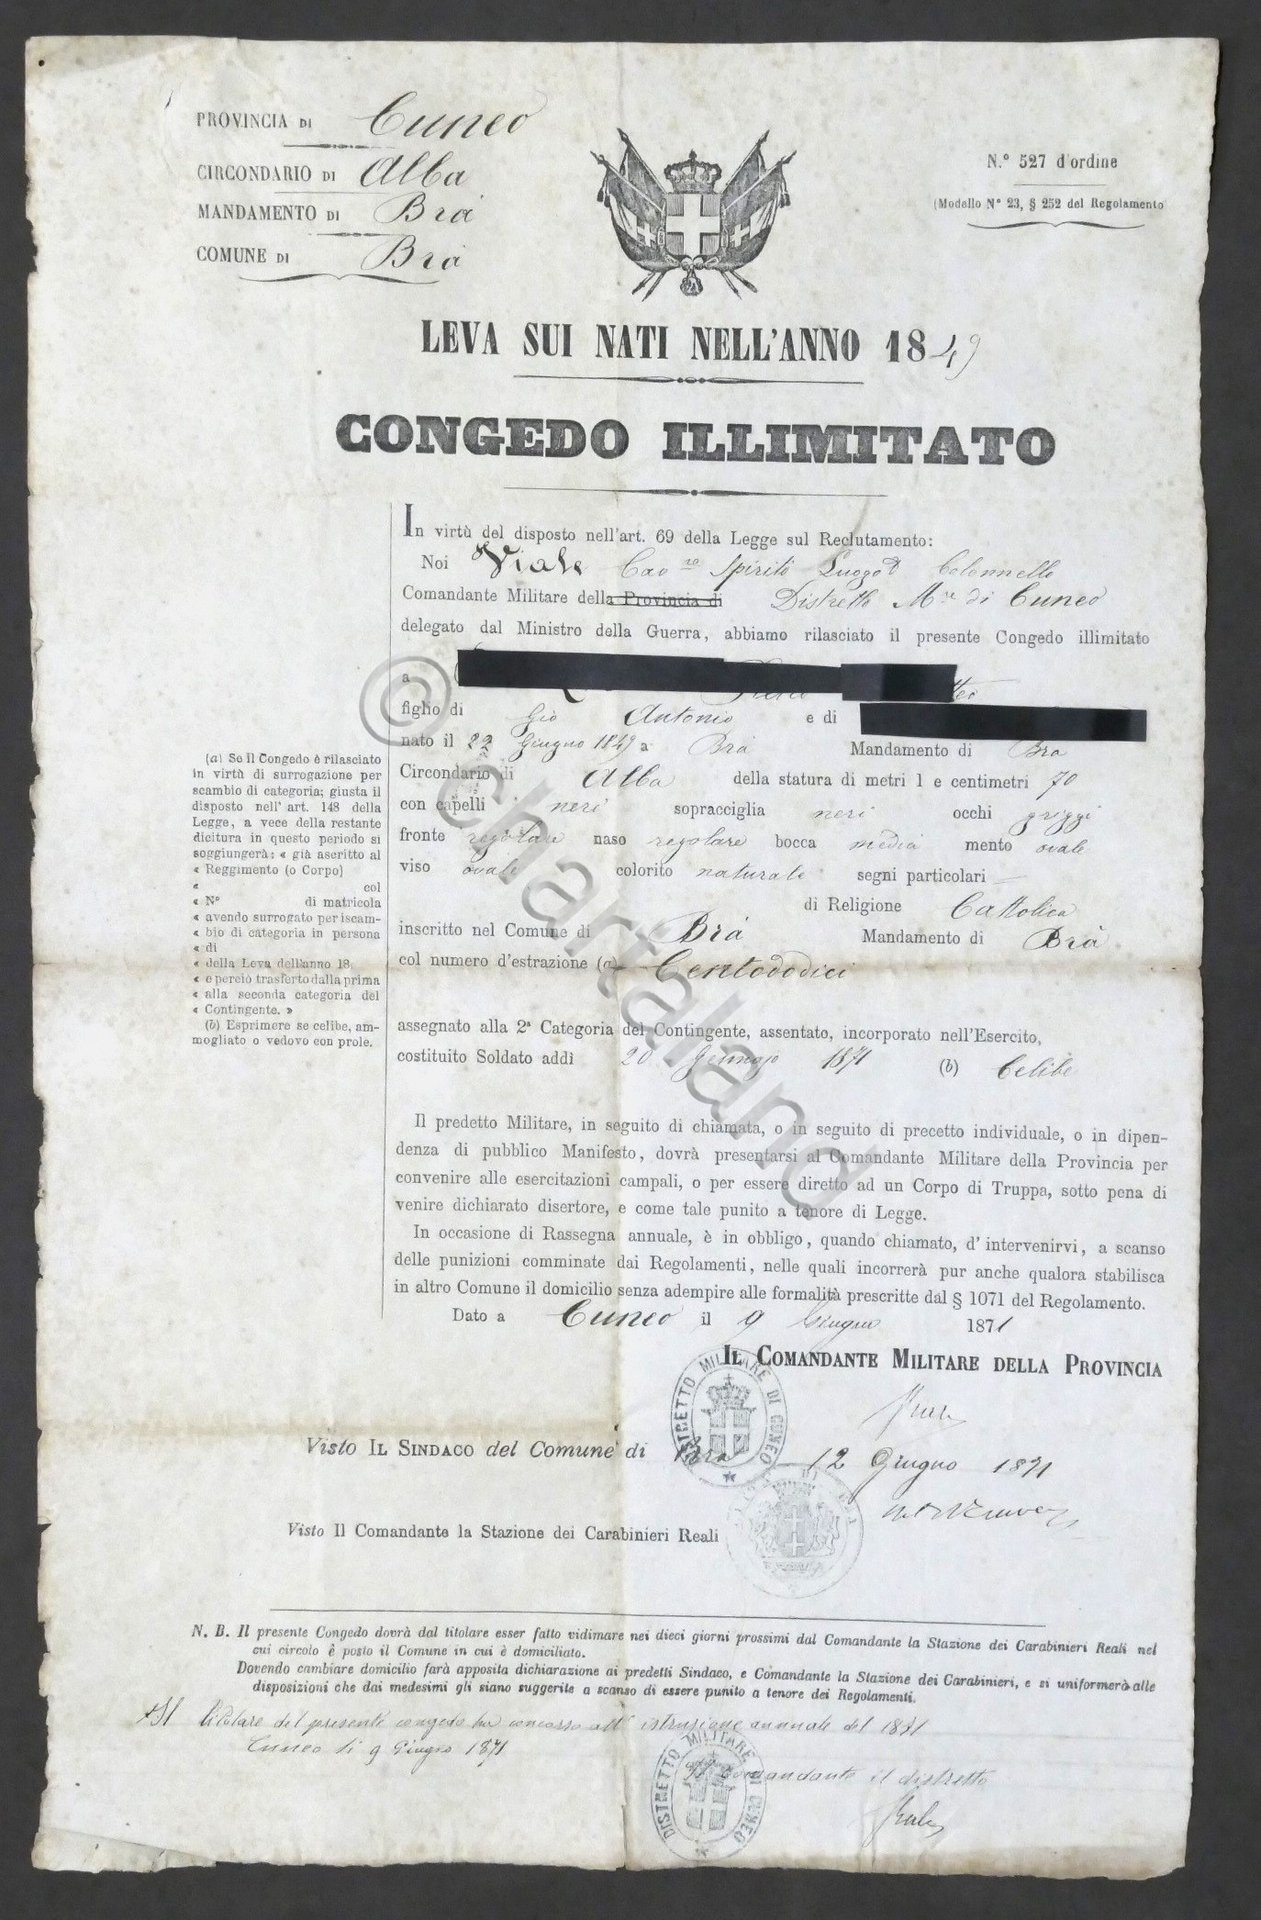 PROVINCIA DI Cuneo
CIRCONDARIO DI Alba
MANDAMENTO DI Brà
COMUNE DI Brà
N.° 527 d'ordine
(Modello N° 23, § 252 del Regolamento
LEVA SUI NATI NELL'ANNO 1849
CONGEDO ILLIMITATO
In virtù del disposto nell'art. 69 della Legge sul Reclutamento:
Noi Viale Cav.re Spirito Luogot. Colonnello
Comandante Militare della Provincia di Distretto M.re di Cuneo
delegato dal Ministro della Guerra, abbiamo rilasciato il presente Congedo illimitato
a
figlio di Gio Antonio e di
nato il 22 Giugno 1849 a Brà Mandamento di Brà
Circondario di Alba della statura di metri 1 e centimetri 70
con capelli neri sopracciglia neri occhi griggi
fronte regolare naso regolare bocca media mento ovale
viso ovale colorito naturale segni particolari —
di Religione Cattolica
inscritto nel Comune di Brà Mandamento di Brà
col numero d'estrazione (a) Centododici
assegnato alla 2ª Categoria del Contingente, assentato, incorporato nell'Esercito,
costituito Soldato addì 20 Gennajo 1871 (b) Celibe
(a) Se il Congedo è rilasciato
in virtù di surrogazione per
scambio di categoria; giusta il
disposto nell'art. 148 della
Legge, a vece della restante
dicitura in questo periodo si
soggiungerà: « già ascritto al
« Reggimento (o Corpo)
« col
« N° di matricola
« avendo surrogato per iscam-
« bio di categoria in persona
« di
« della Leva dell'anno 18
« e perciò trasferto dalla prima
« alla seconda categoria del
« Contingente. »
(b) Esprimere se celibe, am-
mogliato o vedovo con prole.
Il predetto Militare, in seguito di chiamata, o in seguito di precetto individuale, o in dipen-
denza di pubblico Manifesto, dovrà presentarsi al Comandante Militare della Provincia per
convenire alle esercitazioni campali, o per essere diretto ad un Corpo di Truppa, sotto pena di
venire dichiarato disertore, e come tale punito a tenore di Legge.
In occasione di Rassegna annuale, è in obbligo, quando chiamato, d'intervenirvi, a scanso
delle punizioni comminate dai Regolamenti, nelle quali incorrerà pur anche qualora stabilisca
in altro Comune il domicilio senza adempire alle formalità prescritte dal § 1071 del Regolamento.
Dato a Cuneo il 9 Giugno 1871
IL COMANDANTE MILITARE DELLA PROVINCIA
DISTRETTO MILITARE DI CUNEO
Visto IL SINDACO del Comune di Brà 12 Giugno 1871
Visto Il Comandante la Stazione dei Carabinieri Reali
N. B. Il presente Congedo dovrà dal titolare esser fatto vidimare nei dieci giorni prossimi dal Comandante la Stazione dei Carabinieri Reali nel
cui circolo è posto il Comune in cui è domiciliato.
Dovendo cambiare domicilio farà apposita dichiarazione ai predetti Sindaco, e Comandante la Stazione dei Carabinieri, e si uniformerà alle
disposizioni che dai medesimi gli siano suggerite a scanso di essere punito a tenore dei Regolamenti.
Il titolare del presente congedo ha concorso all'istruzione annuale del 1871
Cuneo li 9 Giugno 1871
Il Comandante il distretto
DISTRETTO MILITARE DI CUNEO
© chartaland